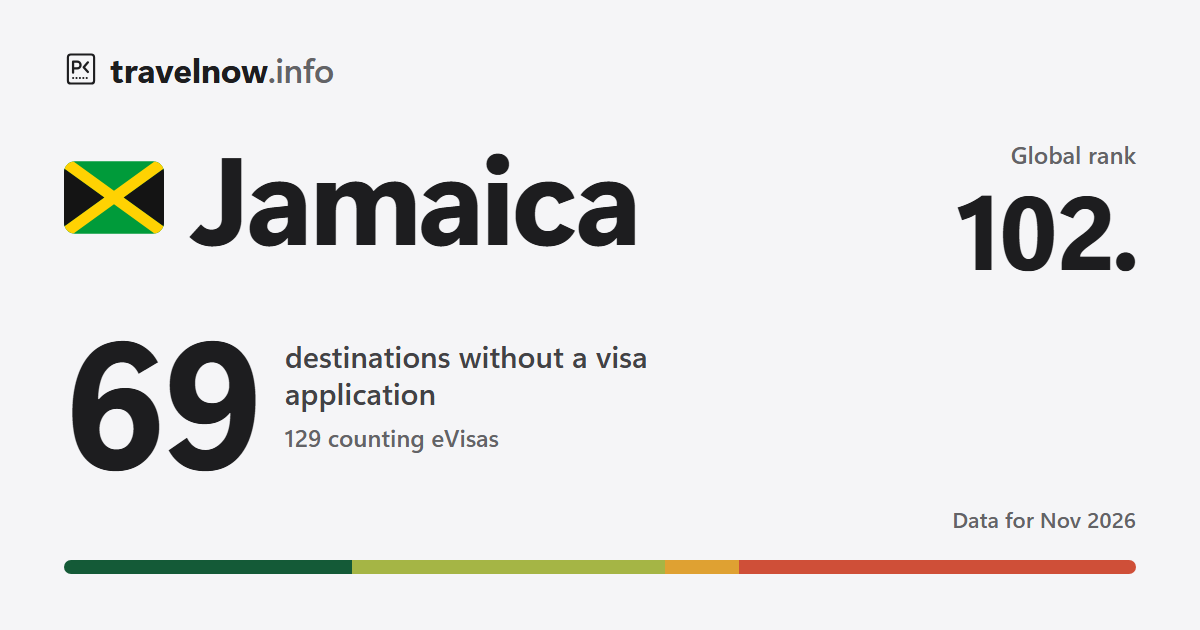 travelnow.info
Jamaica
Global rank
102.
69
destinations without a visa
application
129 counting eVisas
Data for Nov 2026